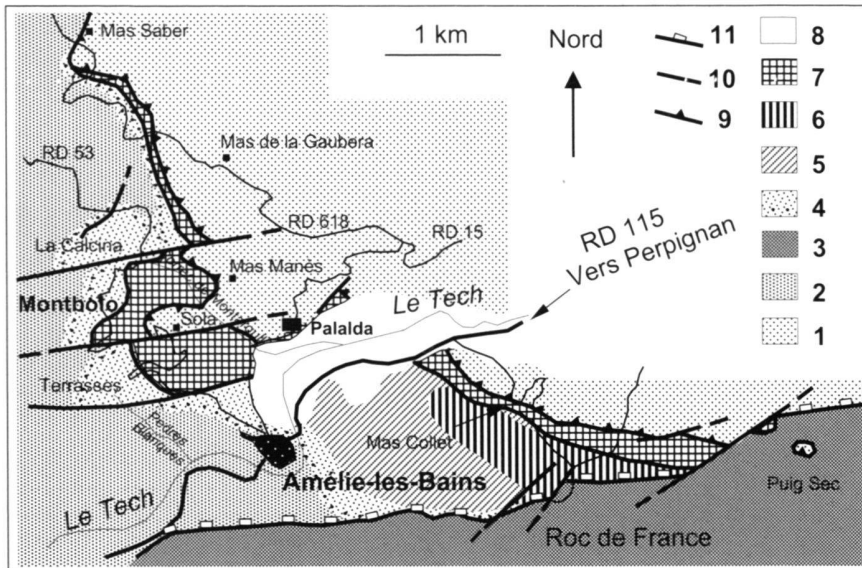 Mas Saber
1 km
Nord
11
8
10
7
9
6
5
4
3
2
1
Mas de la Gaubera
RD 53
RD 618
RD 15
La Calcina
Mas Manès
RD 115
Vers Perpignan
Montbolo
Sola
Palalda
Le Tech
Terrasses
Pedres
Blanques
Mas Collet
Amélie-les-Bains
Le Tech
Puig Sec
Roc de France